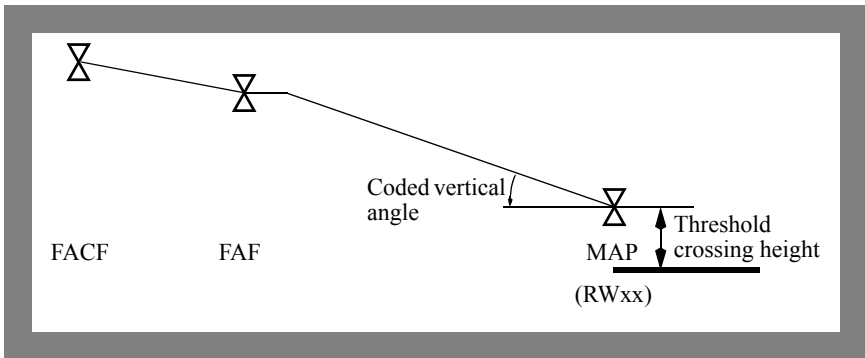 Coded vertical
angle
Threshold
crossing height
FACF
FAF
MAP
(RWxx)